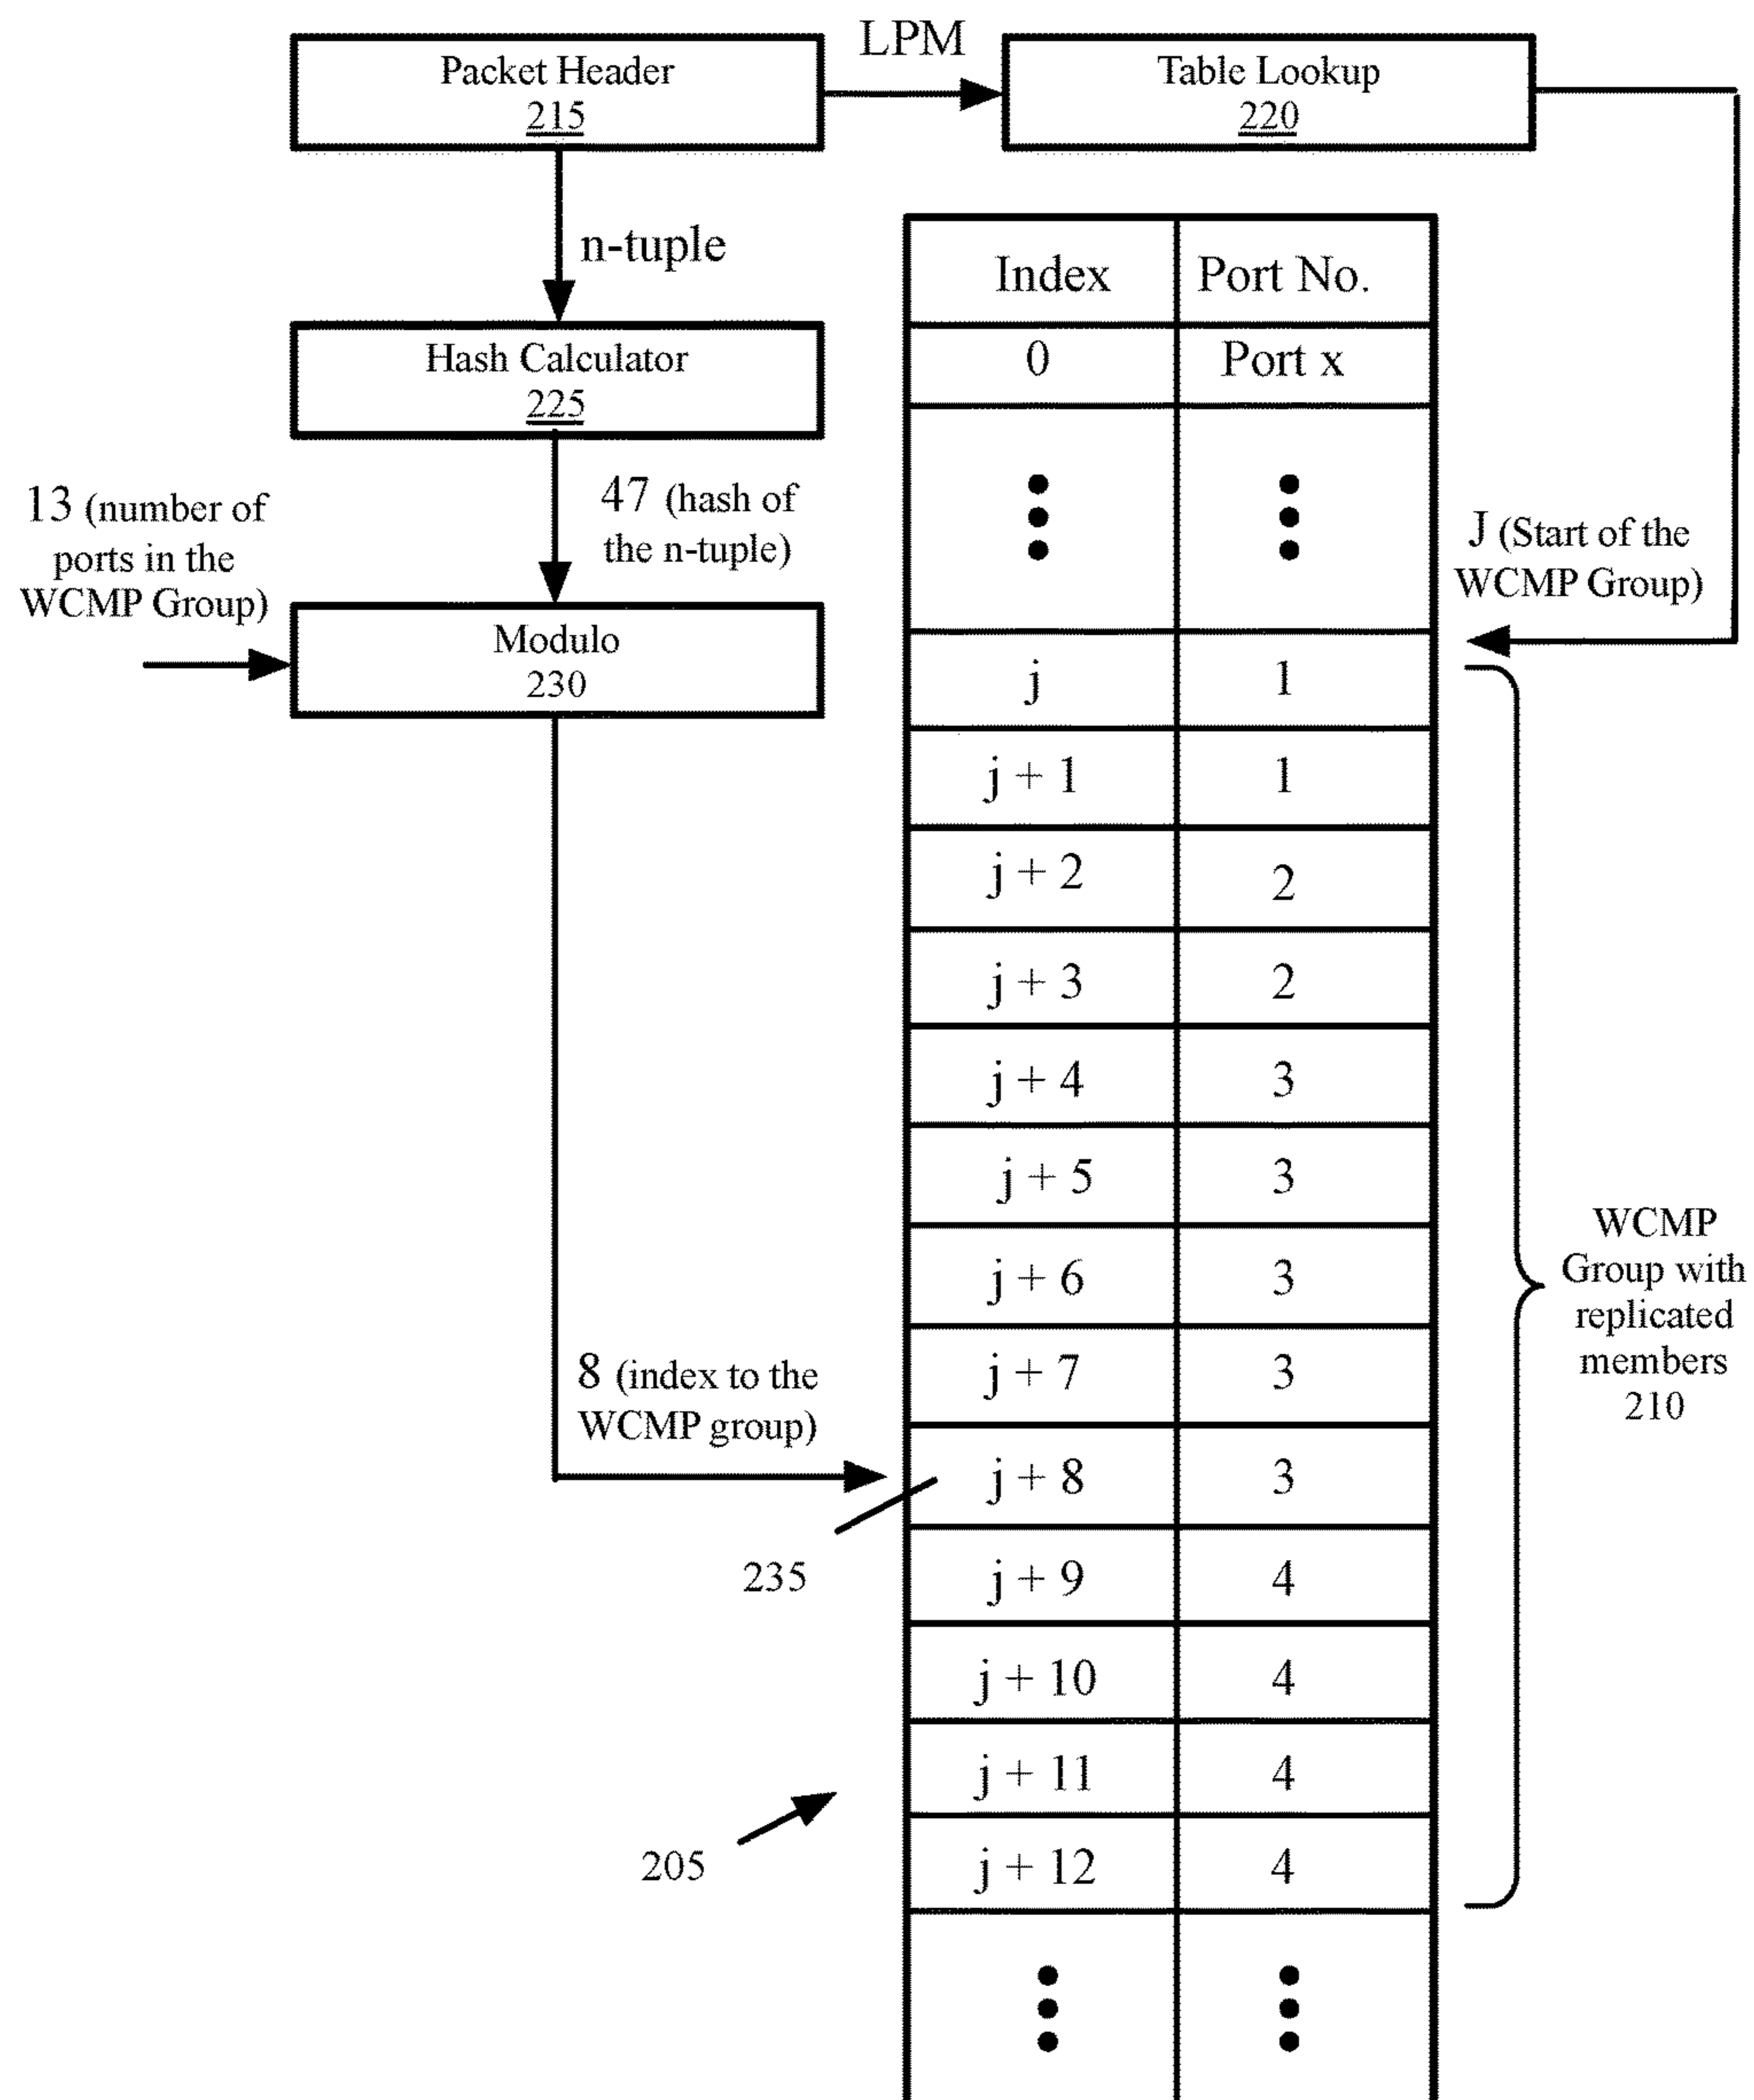 LPM
Packet Header
215
Table Lookup
220
n-tuple
Hash Calculator
225
13 (number of
ports in the
WCMP Group)
47 (hash of
the n-tuple)
Modulo
230
J (Start of the
WCMP Group)
Index Port No.
0 Port x
j 1
j + 1 1
j + 2 2
j + 3 2
j + 4 3
j + 5 3
j + 6 3
j + 7 3
j + 8 3
j + 9 4
j + 10 4
j + 11 4
j + 12 4
8 (index to the
WCMP group)
235
205
WCMP
Group with
replicated
members
210